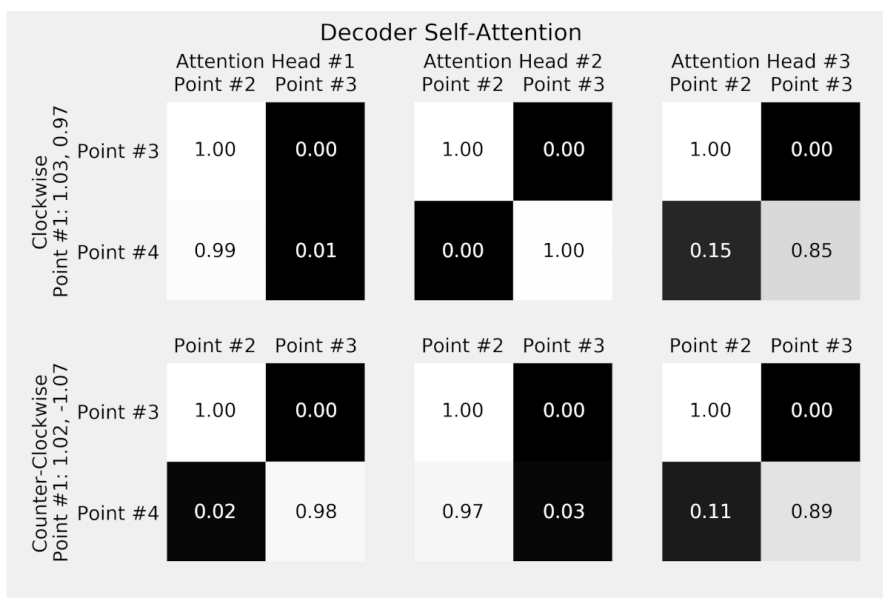 Decoder Self-Attention
Attention Head #1 Attention Head #2 Attention Head #3
Point #2 Point #3 Point #2 Point #3 Point #2 Point #3
Clockwise
Point #1: 1.03, 0.97
Point #3 1.00 0.00 1.00 0.00 1.00 0.00
Point #4 0.99 0.01 0.00 1.00 0.15 0.85
Point #2 Point #3 Point #2 Point #3 Point #2 Point #3
Counter-Clockwise
Point #1: 1.02, -1.07
Point #3 1.00 0.00 1.00 0.00 1.00 0.00
Point #4 0.02 0.98 0.97 0.03 0.11 0.89